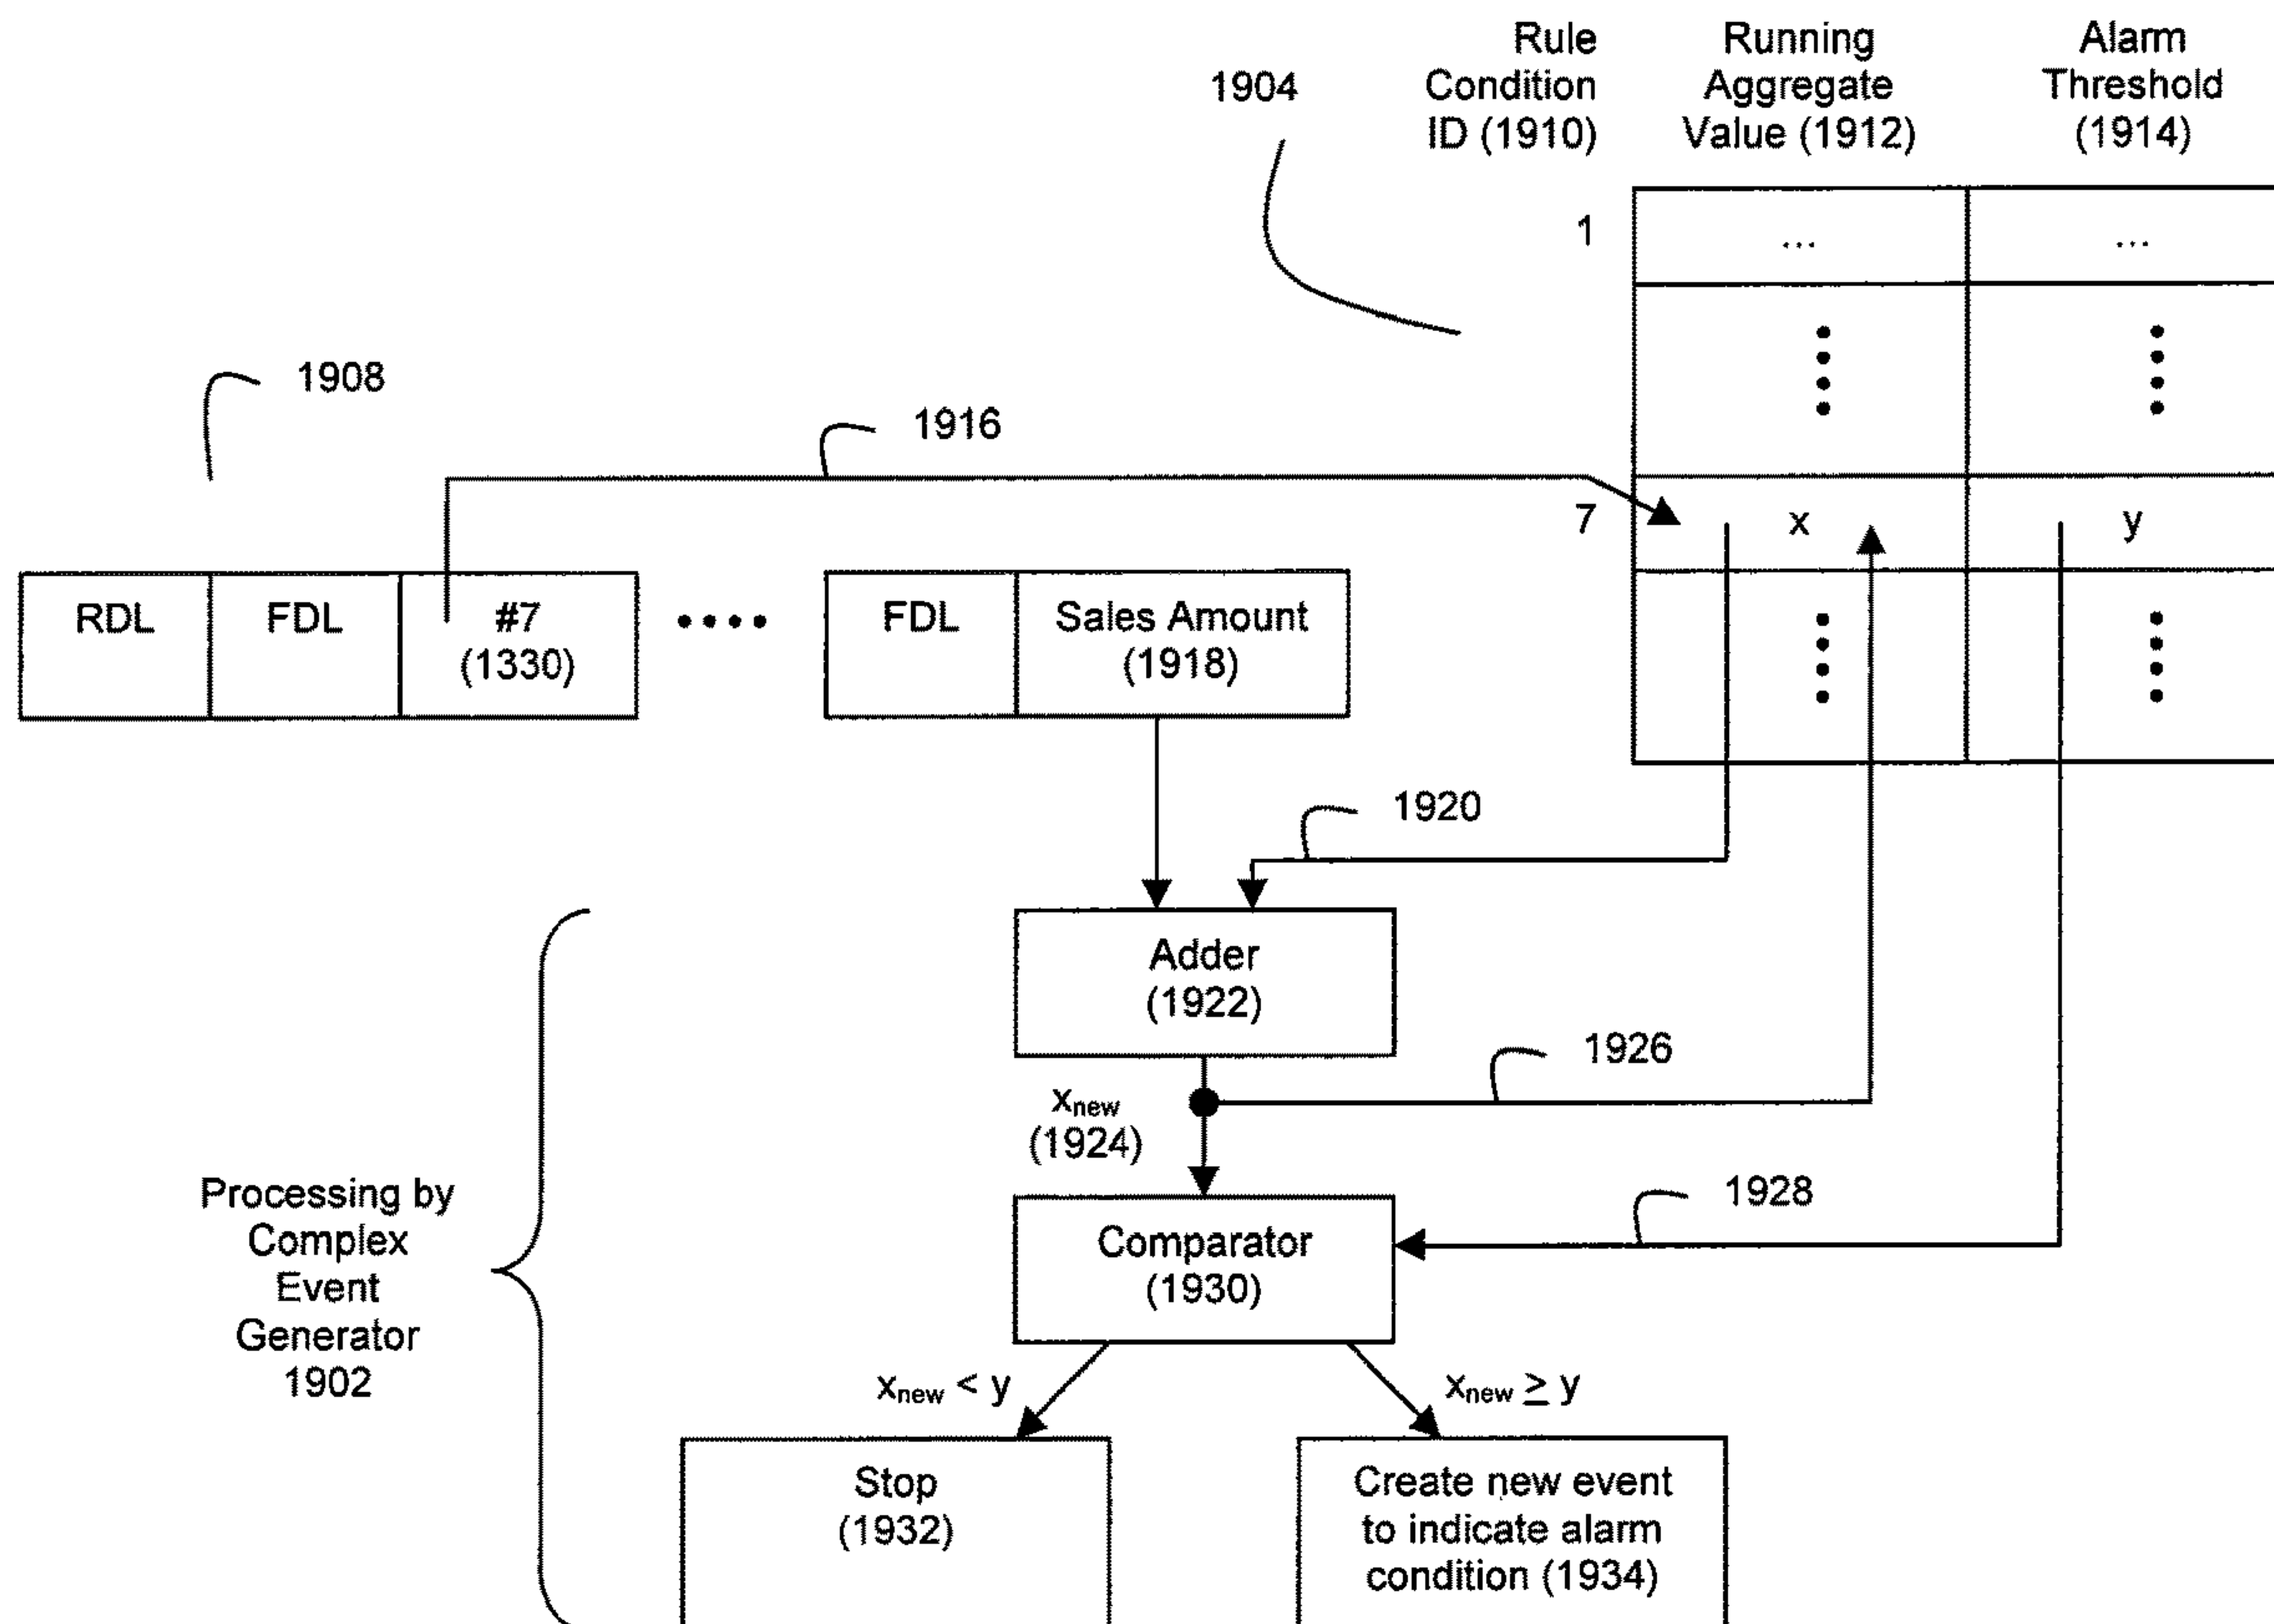 1904
Rule
Condition
ID (1910)
Running
Aggregate
Value (1912)
Alarm
Threshold
(1914)
1
...
...
1908
1916
7
x
y
RDL
FDL
#7
(1330)
FDL
Sales Amount
(1918)
1920
Adder
(1922)
1926
xnew
(1924)
1928
Processing by
Complex
Event
Generator
1902
Comparator
(1930)
xnew < y
xnew ≥ y
Stop
(1932)
Create new event
to indicate alarm
condition (1934)